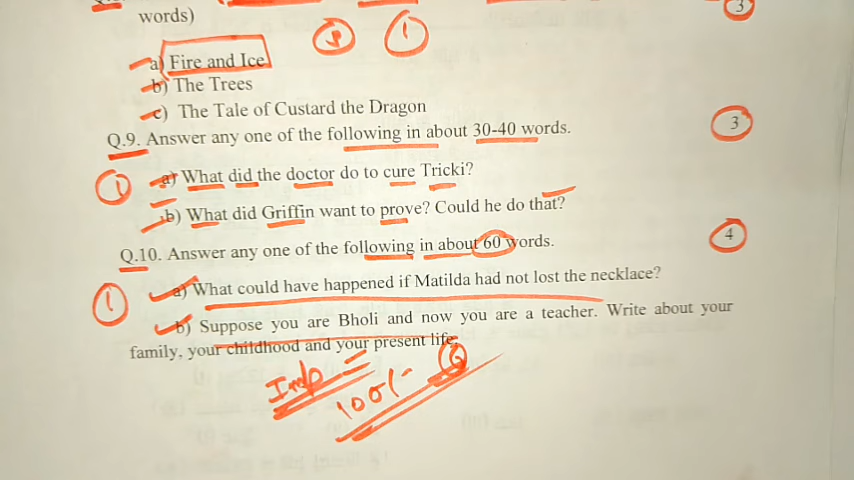 3
words)
3 1
a) Fire and Ice
b) The Trees
c) The Tale of Custard the Dragon
Q.9. Answer any one of the following in about 30-40 words. 3
1 a) What did the doctor do to cure Tricki?
b) What did Griffin want to prove? Could he do that?
Q.10. Answer any one of the following in about 60 words. 4
1 a) What could have happened if Matilda had not lost the necklace?
b) Suppose you are Bholi and now you are a teacher. Write about your
family, your childhood and your present life.
Imp
100%